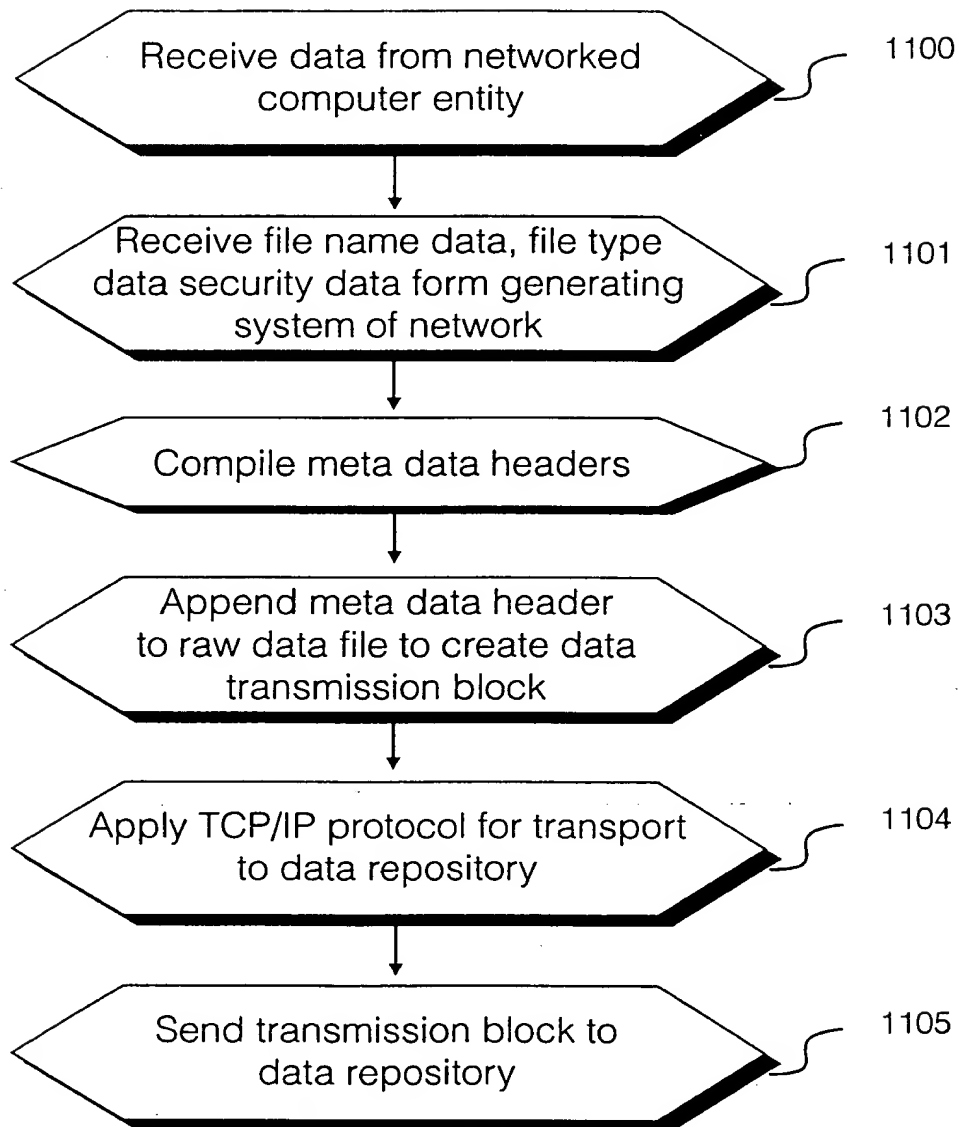 Receive data from networked
computer entity
1100
Receive file name data, file type
data security data form generating
system of network
1101
Compile meta data headers
1102
Append meta data header
to raw data file to create data
transmission block
1103
Apply TCP/IP protocol for transport
to data repository
1104
Send transmission block to
data repository
1105